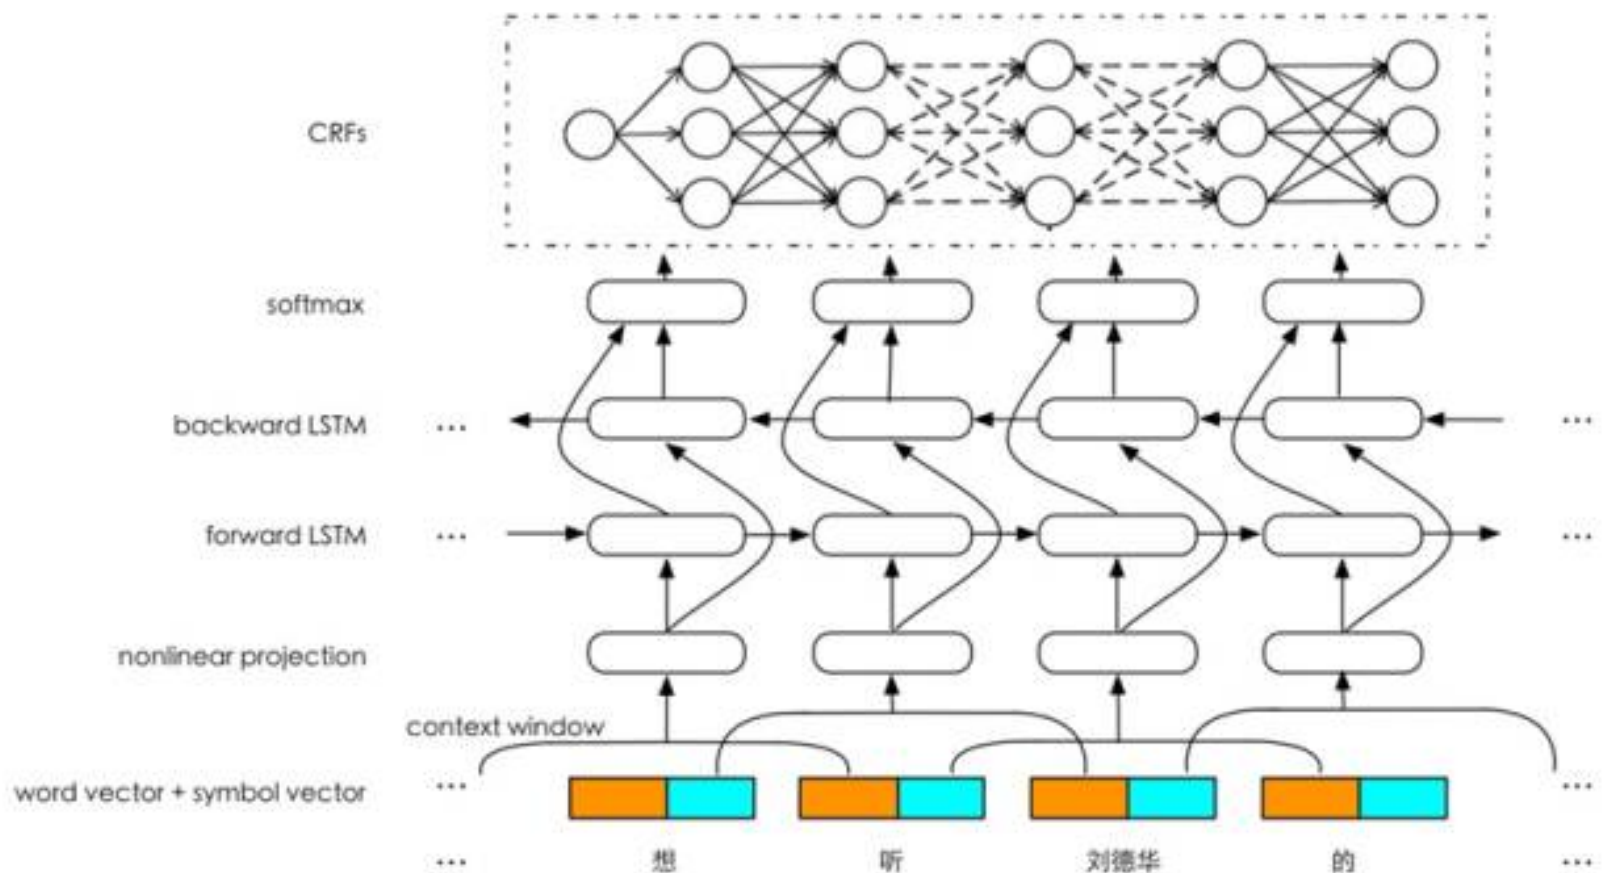 CRFs
softmax
backward LSTM ... ...
forward LSTM ... ...
nonlinear projection
context window
word vector + symbol vector ... ...
... 想 听 刘德华 的 ...